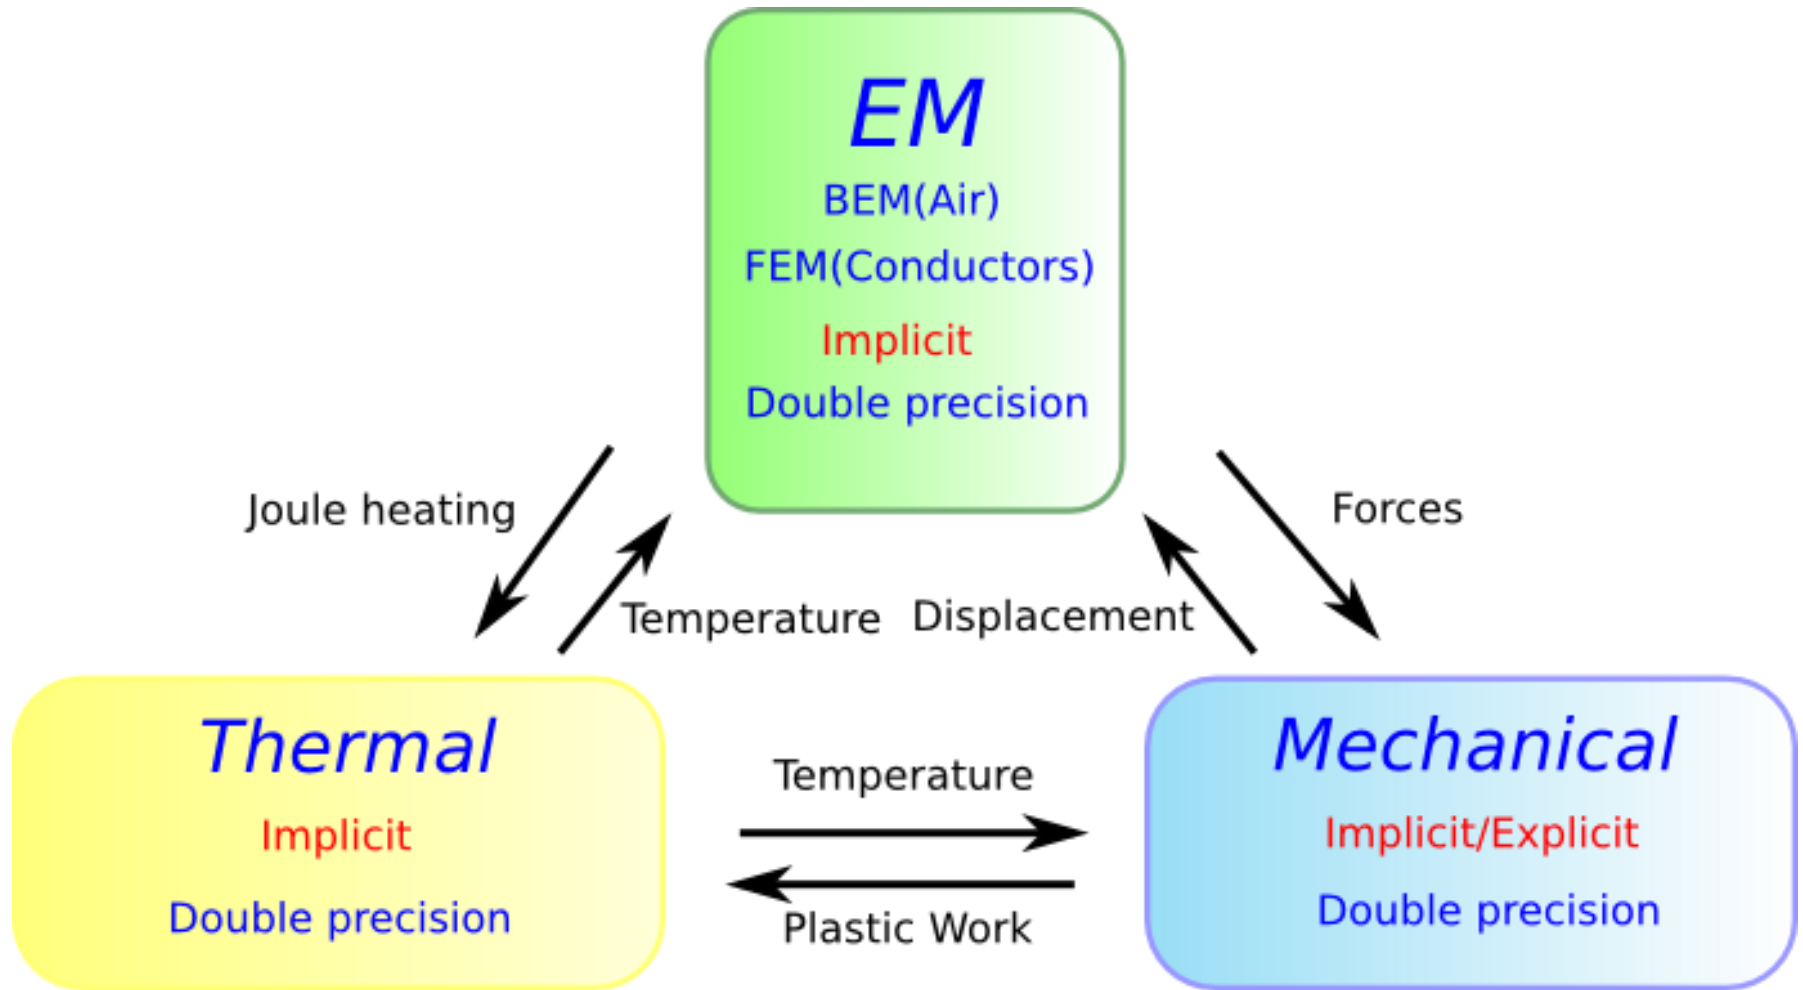 EM
BEM(Air)
FEM(Conductors)
Implicit
Double precision
Joule heating
Forces
Temperature
Displacement
Thermal
Implicit
Double precision
Temperature
Plastic Work
Mechanical
Implicit/Explicit
Double precision